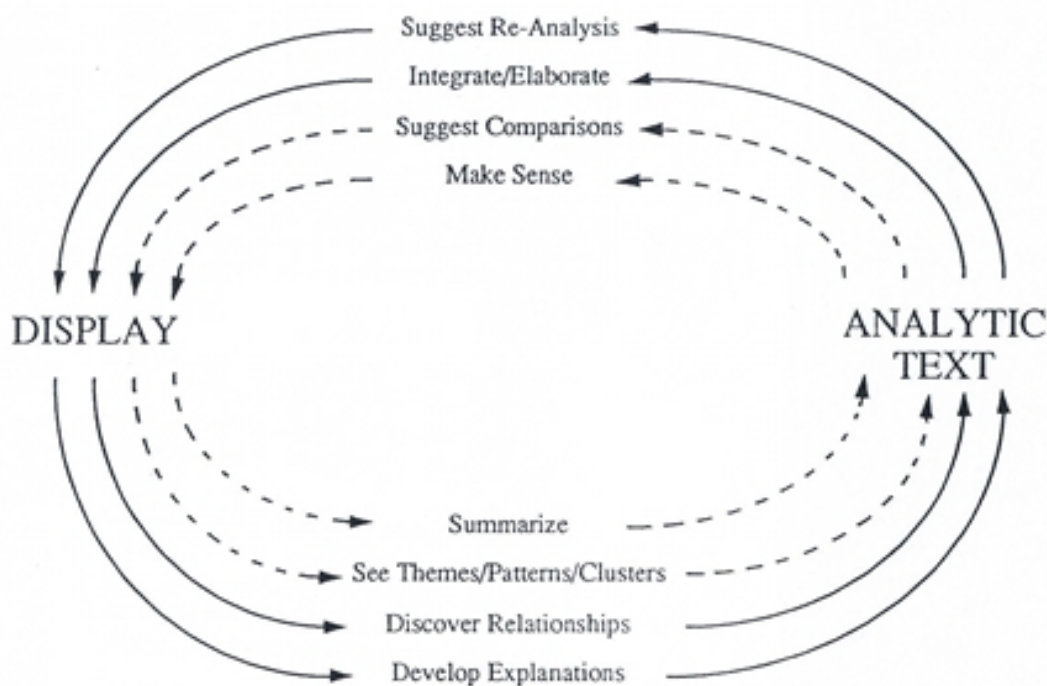 Suggest Re-Analysis
Integrate/Elaborate
Suggest Comparisons
Make Sense
DISPLAY
ANALYTIC
TEXT
Summarize
See Themes/Patterns/Clusters
Discover Relationships
Develop Explanations